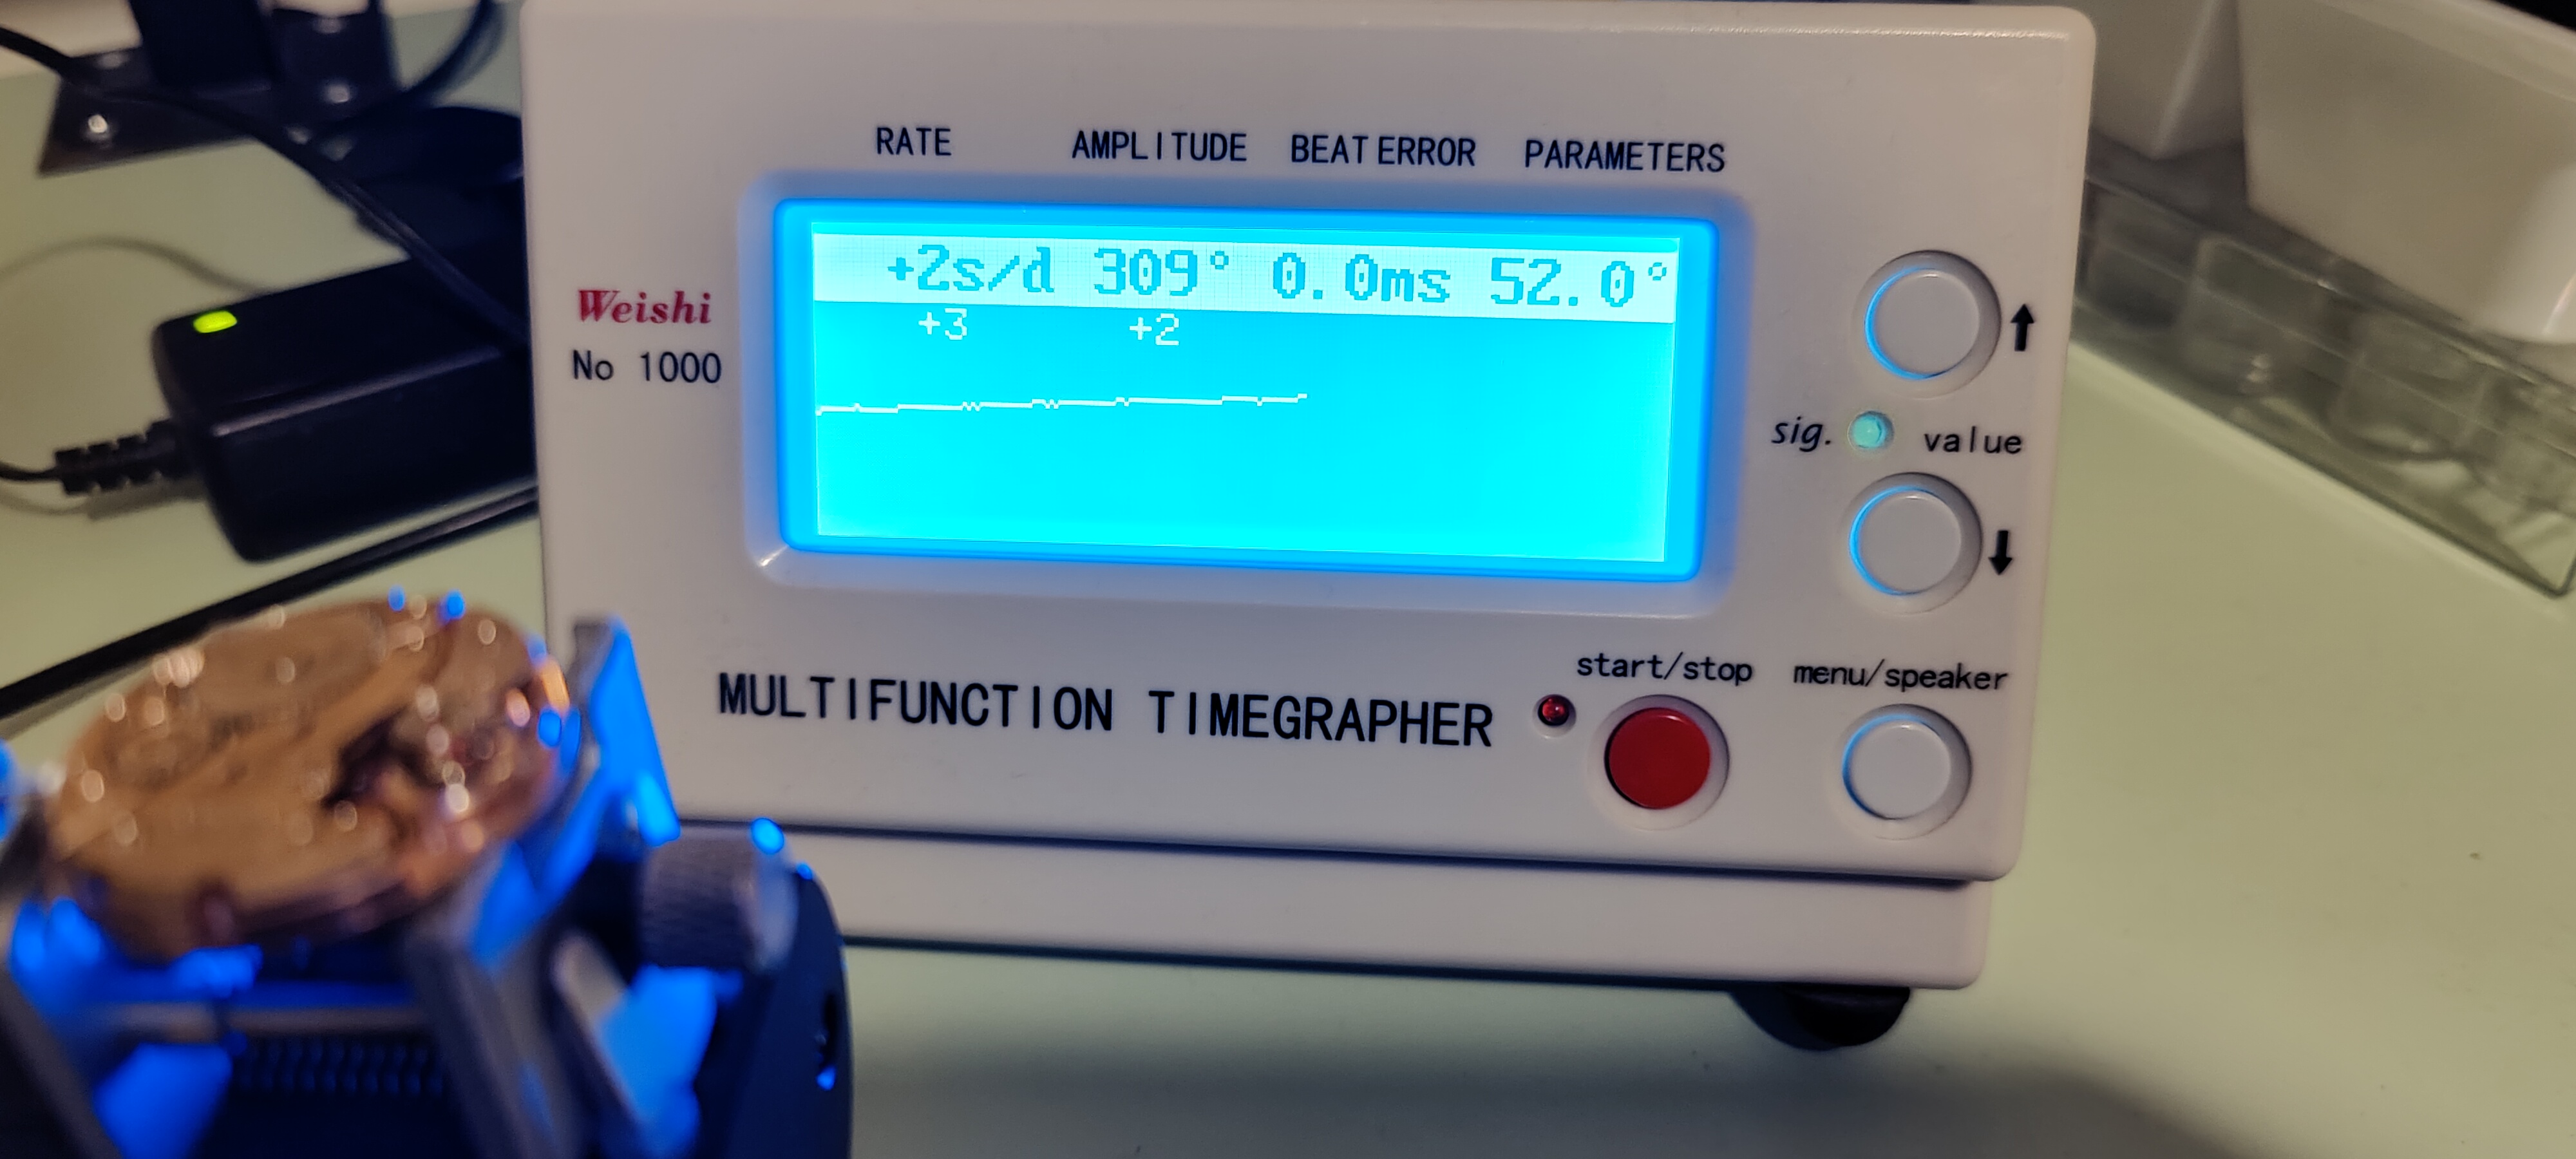 RATE AMPLITUDE BEAT ERROR PARAMETERS
+2s/d 309° 0.0ms 52.0°
+3 +2
Weishi
No 1000
sig. value
start/stop menu/speaker
MULTIFUNCTION TIMEGRAPHER